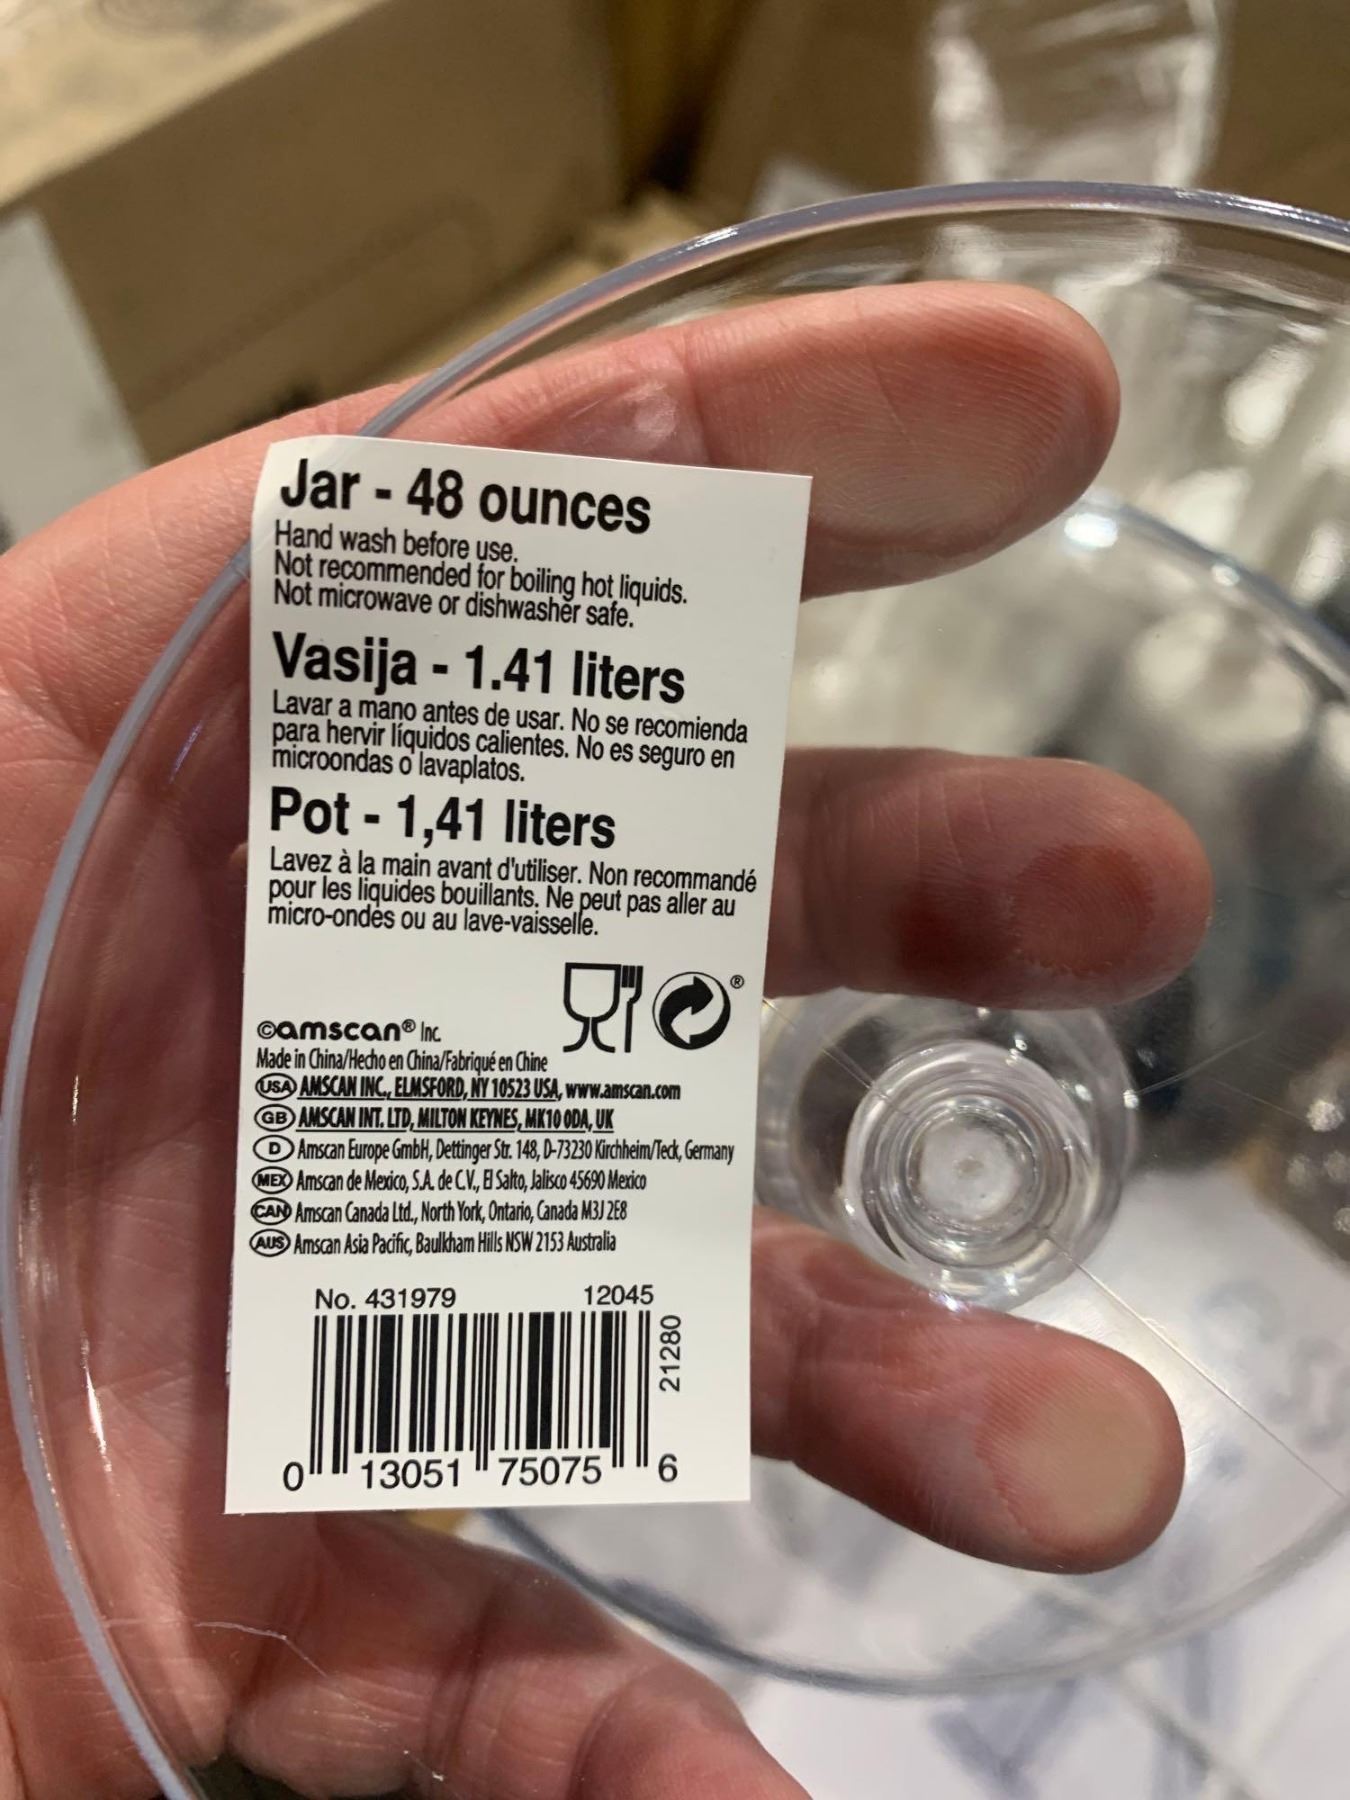 Jar - 48 ounces
Hand wash before use.
Not recommended for boiling hot liquids.
Not microwave or dishwasher safe.
Vasija - 1.41 liters
Lavar a mano antes de usar. No se recomienda
para hervir líquidos calientes. No es seguro en
microondas o lavaplatos.
Pot - 1,41 liters
Lavez à la main avant d'utiliser. Non recommandé
pour les liquides bouillants. Ne peut pas aller au
micro-ondes ou au lave-vaisselle.
®
©amscan® Inc.
Made in China/Hecho en China/Fabriqué en Chine
USA AMSCAN INC., ELMSFORD, NY 10523 USA, www.amscan.com
GB AMSCAN INT. LTD, MILTON KEYNES, MK10 0DA, UK
D Amscan Europe GmbH, Dettinger Str. 148, D-73230 Kirchheim/Teck, Germany
MEX Amscan de Mexico, S.A. de C.V., El Salto, Jalisco 45690 Mexico
CAN Amscan Canada Ltd., North York, Ontario, Canada M3J 2E8
AUS Amscan Asia Pacific, Baulkham Hills NSW 2153 Australia
No. 431979 12045
21280
0 13051 75075 6